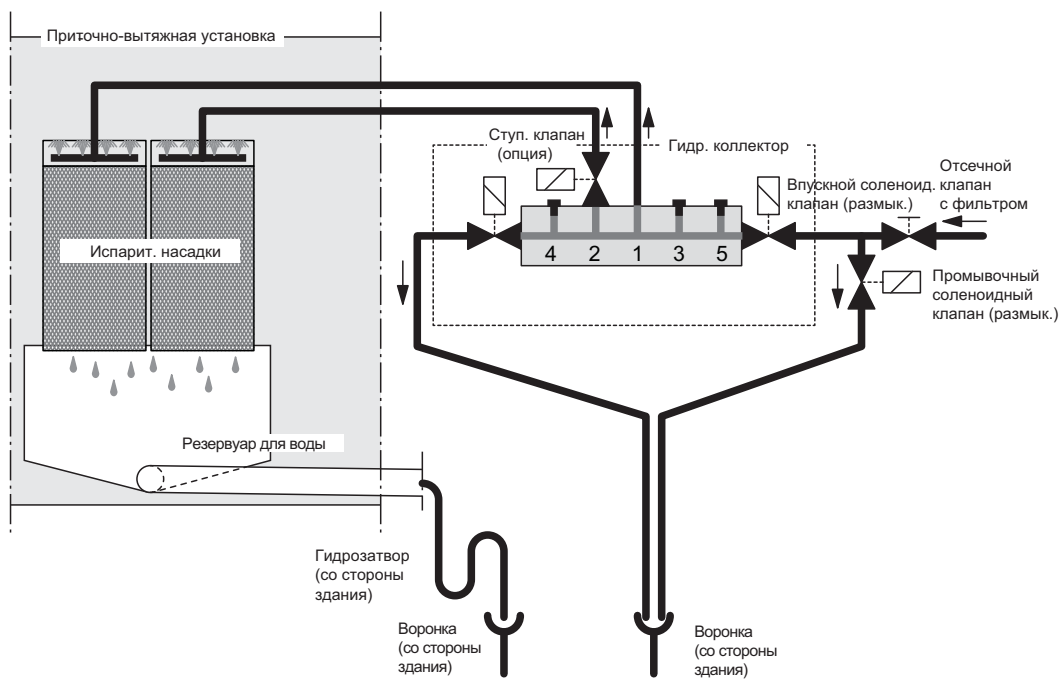 Приточно-вытяжная установка
Ступ. клапан
(опция)
Гидр. коллектор
Впускной соленоид.
клапан (размык.)
Отсечной
клапан
с фильтром
4 2 1 3 5
Испарит. насадки
Промывочный
соленоидный
клапан (размык.)
Резервуар для воды
Гидрозатвор
(со стороны
здания)
Воронка
(со стороны
здания)
Воронка
(со стороны
здания)